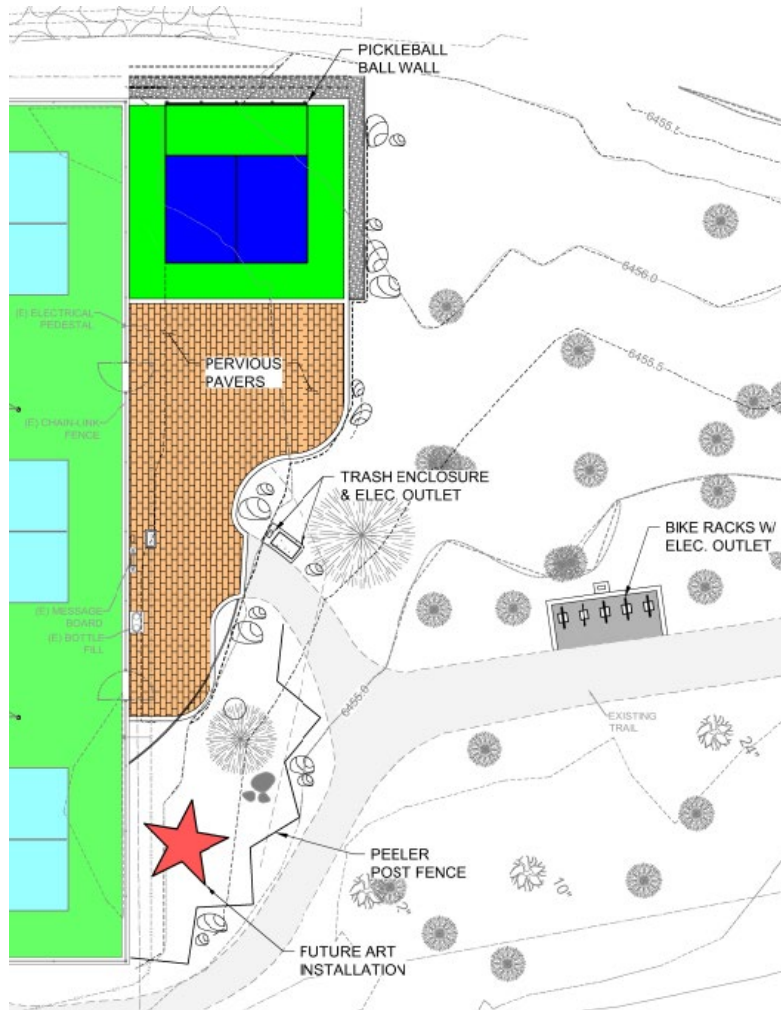 PICKLEBALL
BALL WALL
6455.5
6456.0
(E) ELECTRICAL
PEDESTAL
6455.5
PERVIOUS
PAVERS
(E) CHAIN-LINK
FENCE
TRASH ENCLOSURE
& ELEC. OUTLET
BIKE RACKS W/
ELEC. OUTLET
(E) MESSAGE
BOARD
(E) BOTTLE
FILL
6455.0
EXISTING
TRAIL
24"
PEELER
POST FENCE
10"
FUTURE ART
INSTALLATION